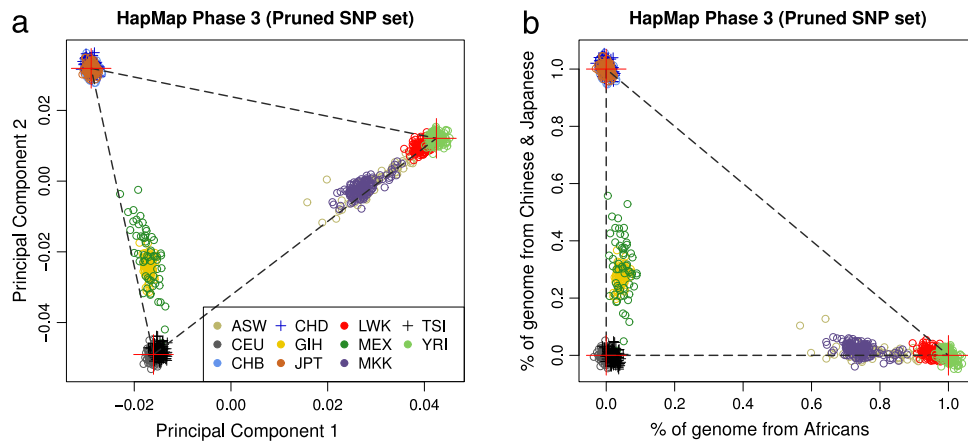 a
HapMap Phase 3 (Pruned SNP set)
Principal Component 2
0.02
0.00
−0.02
−0.04
ASW
CHD
LWK
TSI
CEU
GIH
MEX
YRI
CHB
JPT
MKK
−0.02
0.00
0.02
0.04
Principal Component 1
b
HapMap Phase 3 (Pruned SNP set)
% of genome from Chinese & Japanese
1.0
0.8
0.6
0.4
0.2
0.0
0.0
0.2
0.4
0.6
0.8
1.0
% of genome from Africans